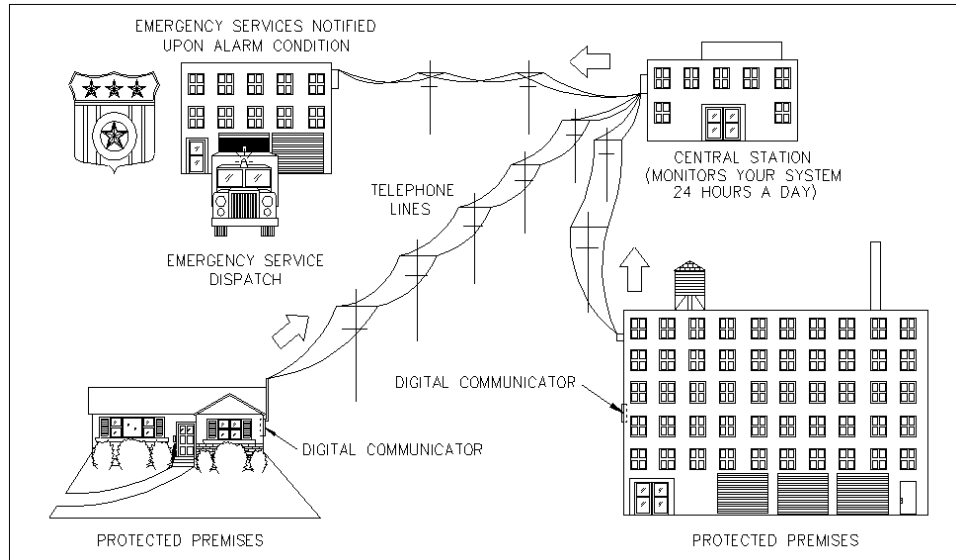 EMERGENCY SERVICES NOTIFIED
UPON ALARM CONDITION
CENTRAL STATION
(MONITORS YOUR SYSTEM
24 HOURS A DAY)
TELEPHONE
LINES
EMERGENCY SERVICE
DISPATCH
DIGITAL COMMUNICATOR
DIGITAL COMMUNICATOR
PROTECTED PREMISES
PROTECTED PREMISES